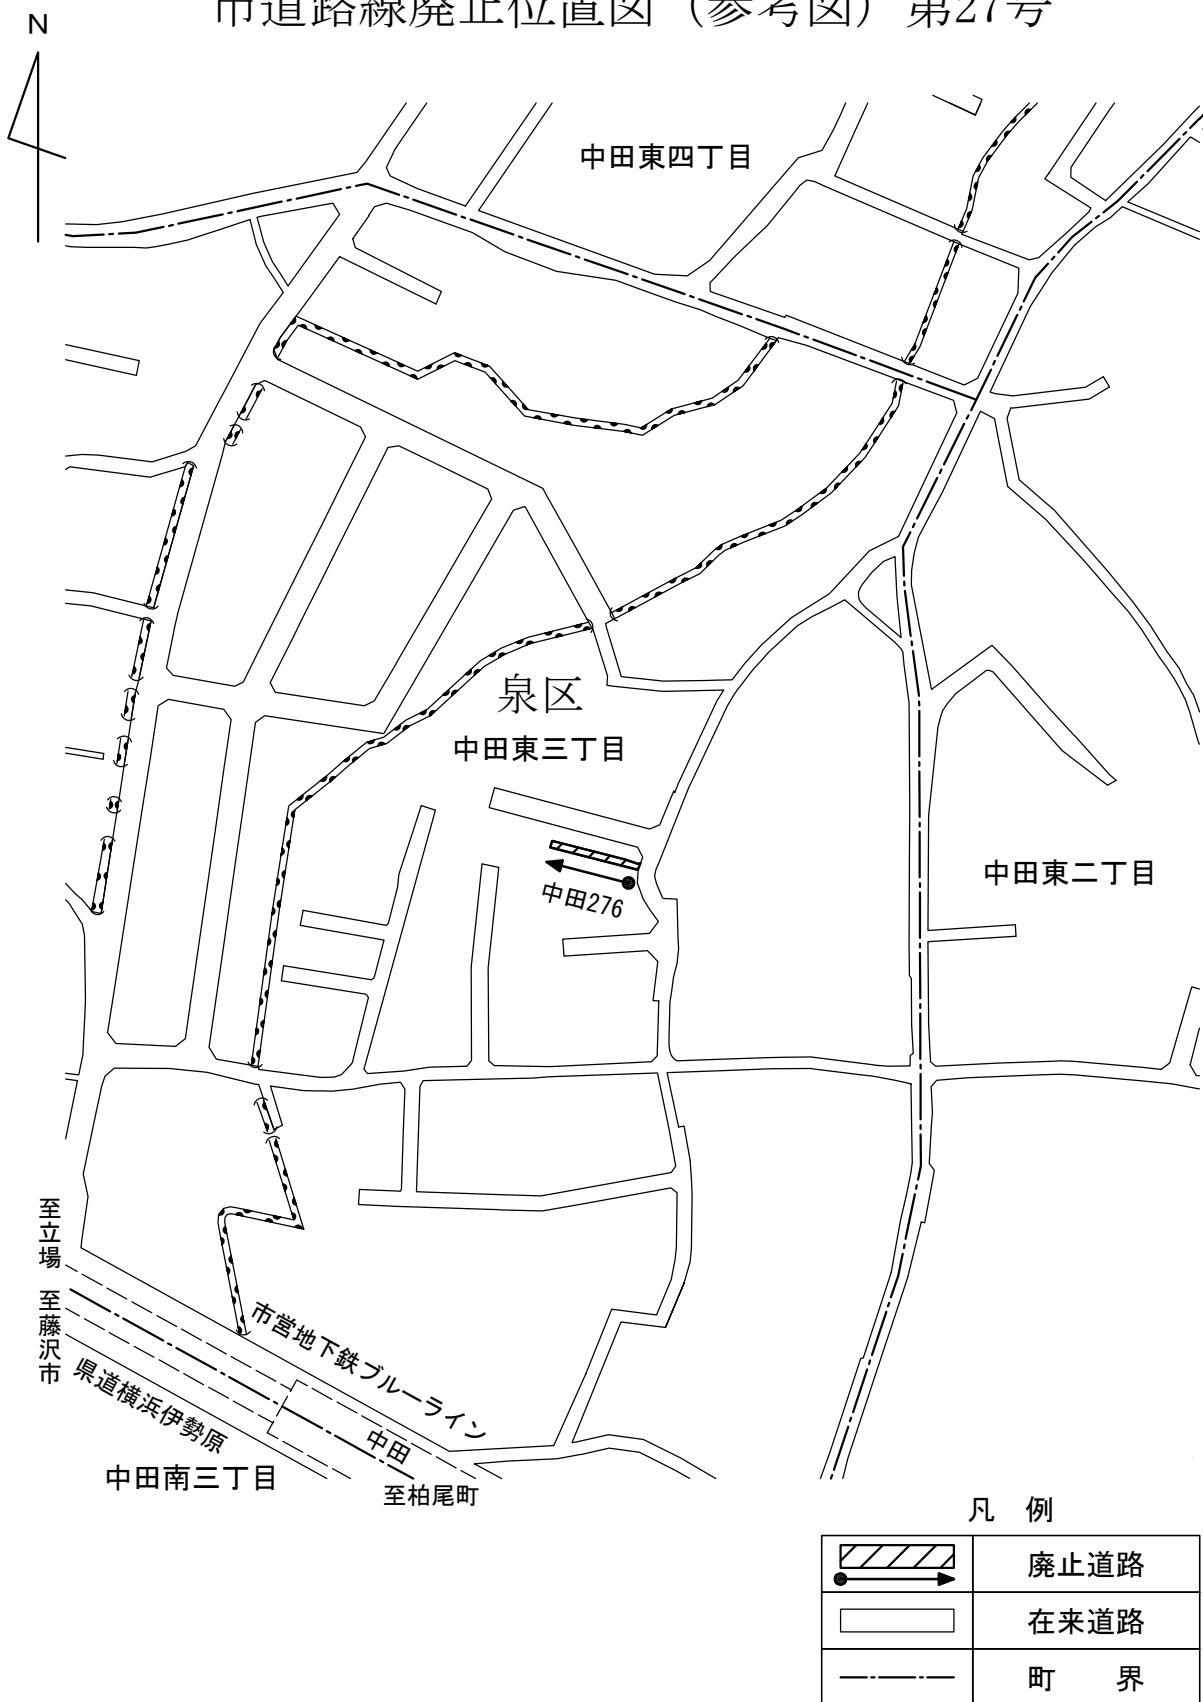 市道路線廃止位置図（参考図）第27号
N
中田東四丁目
泉区
中田東三丁目
中田276
中田東二丁目
至立場
至藤沢市
市営地下鉄ブルーライン
県道横浜伊勢原
中田
中田南三丁目
至柏尾町
凡 例
廃止道路
在来道路
町 界